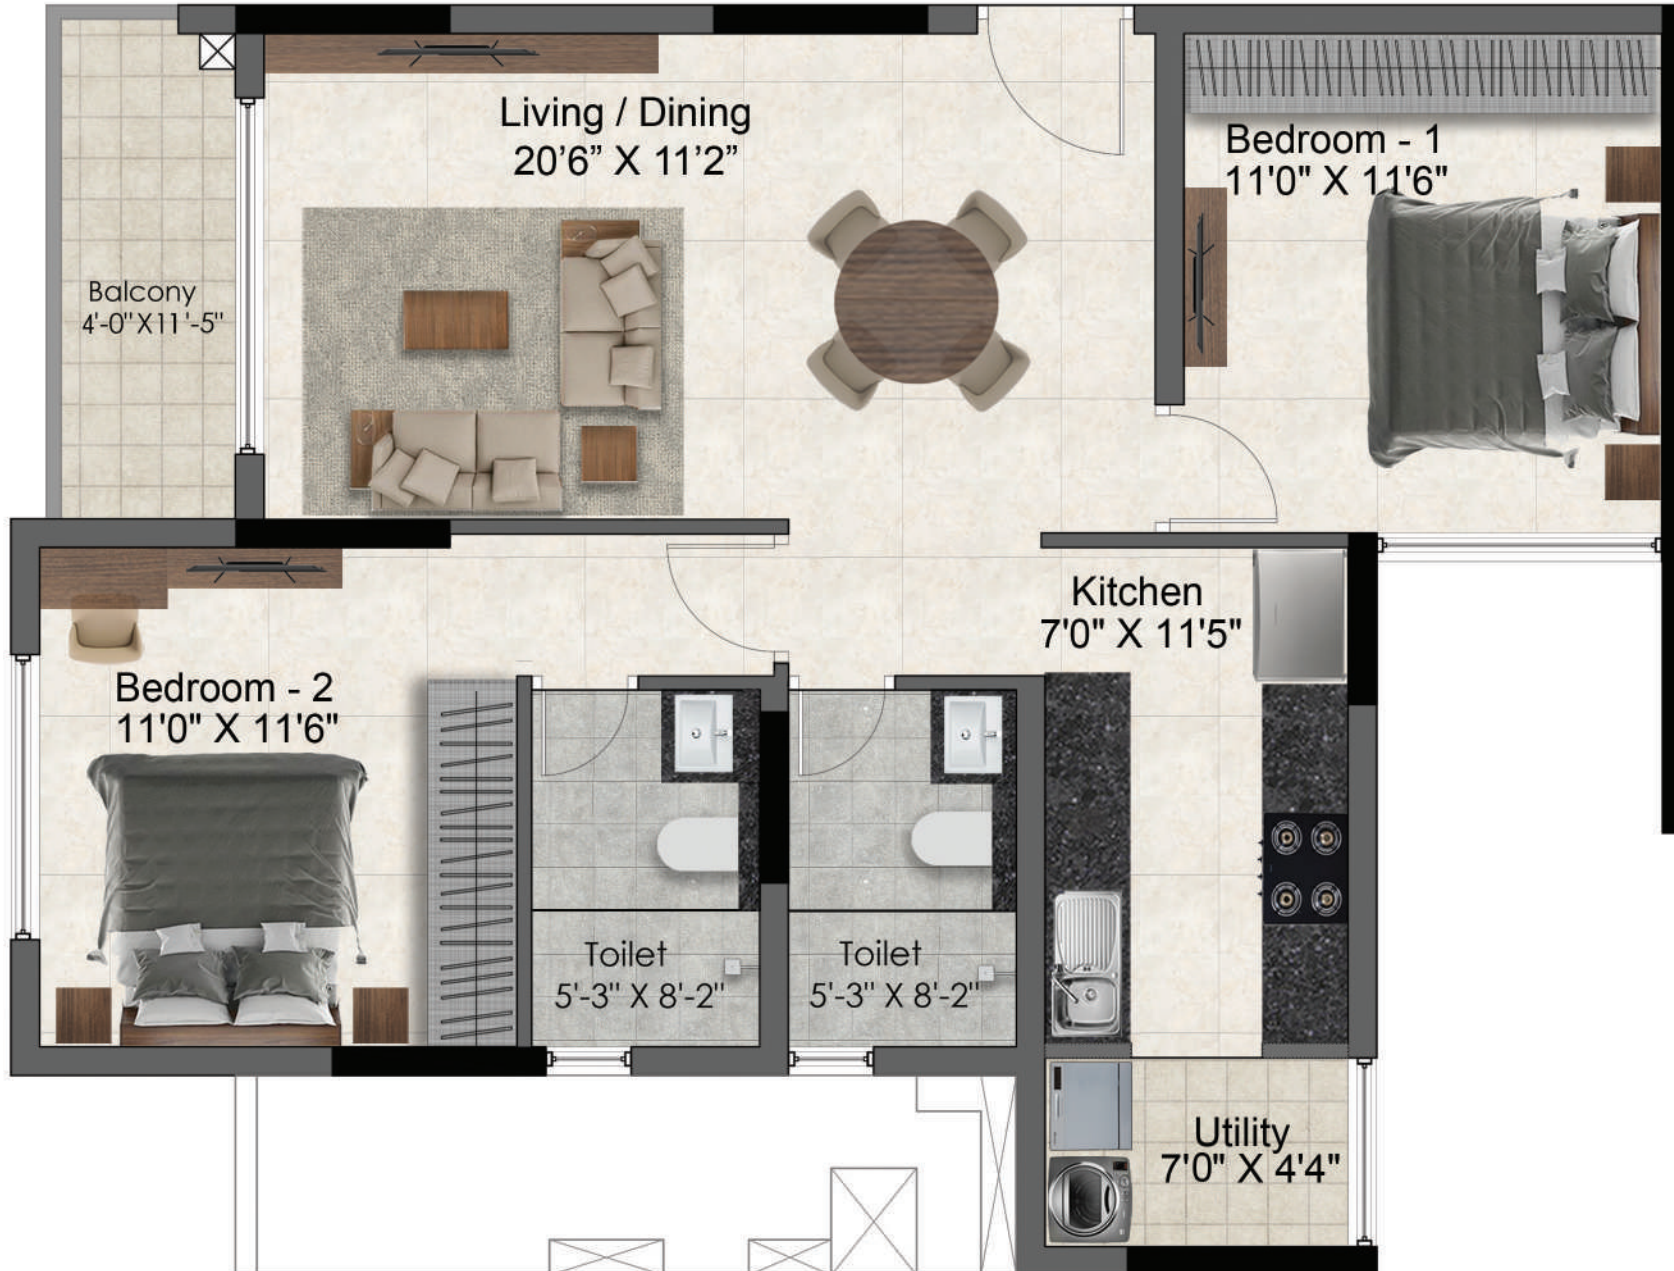 Living / Dining
20’6” X 11’2”
Bedroom - 1
11'0" X 11'6"
Balcony
4'-0"X11'-5"
Kitchen
7'0" X 11'5"
Bedroom - 2
11'0" X 11'6"
Toilet
5'-3" X 8'-2"
Toilet
5'-3" X 8'-2"
Utility
7'0" X 4'4"